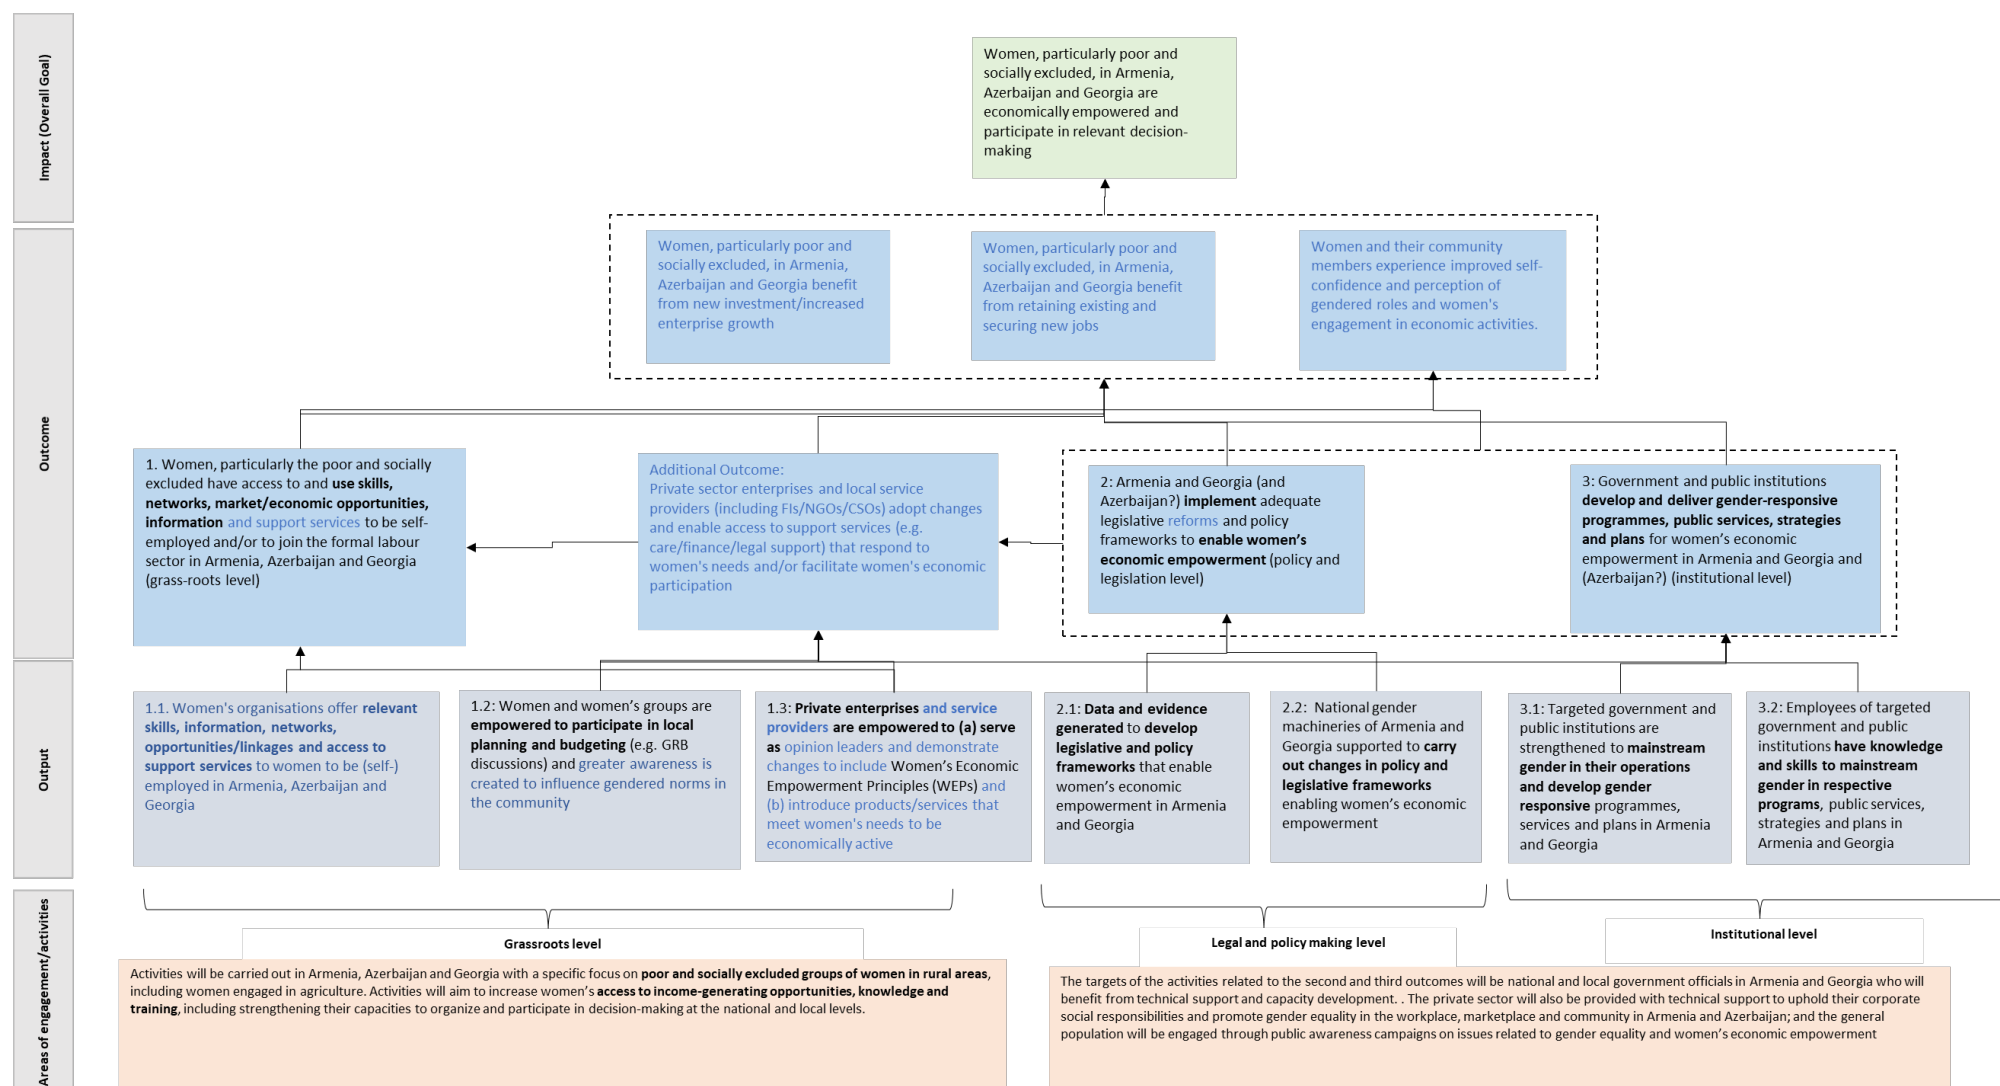 Impact (Overall Goal)
Women, particularly poor and
socially excluded, in Armenia,
Azerbaijan and Georgia are
economically empowered and
participate in relevant decision-
making
Outcome
Women, particularly poor and
socially excluded, in Armenia,
Azerbaijan and Georgia benefit
from new investment/increased
enterprise growth
Women, particularly poor and
socially excluded, in Armenia,
Azerbaijan and Georgia benefit
from retaining existing and
securing new jobs
Women and their community
members experience improved self-
confidence and perception of
gendered roles and women's
engagement in economic activities.
1. Women, particularly the poor and socially
excluded have access to and use skills,
networks, market/economic opportunities,
information and support services to be self-
employed and/or to join the formal labour
sector in Armenia, Azerbaijan and Georgia
(grass-roots level)
Additional Outcome:
Private sector enterprises and local service
providers (including FIs/NGOs/CSOs) adopt changes
and enable access to support services (e.g.
care/finance/legal support) that respond to
women's needs and/or facilitate women's economic
participation
2: Armenia and Georgia (and
Azerbaijan?) implement adequate
legislative reforms and policy
frameworks to enable women’s
economic empowerment (policy and
legislation level)
3: Government and public institutions
develop and deliver gender-responsive
programmes, public services, strategies
and plans for women’s economic
empowerment in Armenia and Georgia and
(Azerbaijan?) (institutional level)
Output
1.1. Women's organisations offer relevant
skills, information, networks,
opportunities/linkages and access to
support services to women to be (self-)
employed in Armenia, Azerbaijan and
Georgia
1.2: Women and women’s groups are
empowered to participate in local
planning and budgeting (e.g. GRB
discussions) and greater awareness is
created to influence gendered norms in
the community
1.3: Private enterprises and service
providers are empowered to (a) serve
as opinion leaders and demonstrate
changes to include Women’s Economic
Empowerment Principles (WEPs) and
(b) introduce products/services that
meet women's needs to be
economically active
2.1: Data and evidence
generated to develop
legislative and policy
frameworks that enable
women’s economic
empowerment in Armenia
and Georgia
2.2: National gender
machineries of Armenia and
Georgia supported to carry
out changes in policy and
legislative frameworks
enabling women’s economic
empowerment
3.1: Targeted government and
public institutions are
strengthened to mainstream
gender in their operations
and develop gender
responsive programmes,
services and plans in Armenia
and Georgia
3.2: Employees of targeted
government and public
institutions have knowledge
and skills to mainstream
gender in respective
programs, public services,
strategies and plans in
Armenia and Georgia
Areas of engagement/activities
Grassroots level
Legal and policy making level
Institutional level
Activities will be carried out in Armenia, Azerbaijan and Georgia with a specific focus on poor and socially excluded groups of women in rural areas,
including women engaged in agriculture. Activities will aim to increase women’s access to income-generating opportunities, knowledge and
training, including strengthening their capacities to organize and participate in decision-making at the national and local levels.
The targets of the activities related to the second and third outcomes will be national and local government officials in Armenia and Georgia who will
benefit from technical support and capacity development. . The private sector will also be provided with technical support to uphold their corporate
social responsibilities and promote gender equality in the workplace, marketplace and community in Armenia and Azerbaijan; and the general
population will be engaged through public awareness campaigns on issues related to gender equality and women’s economic empowerment